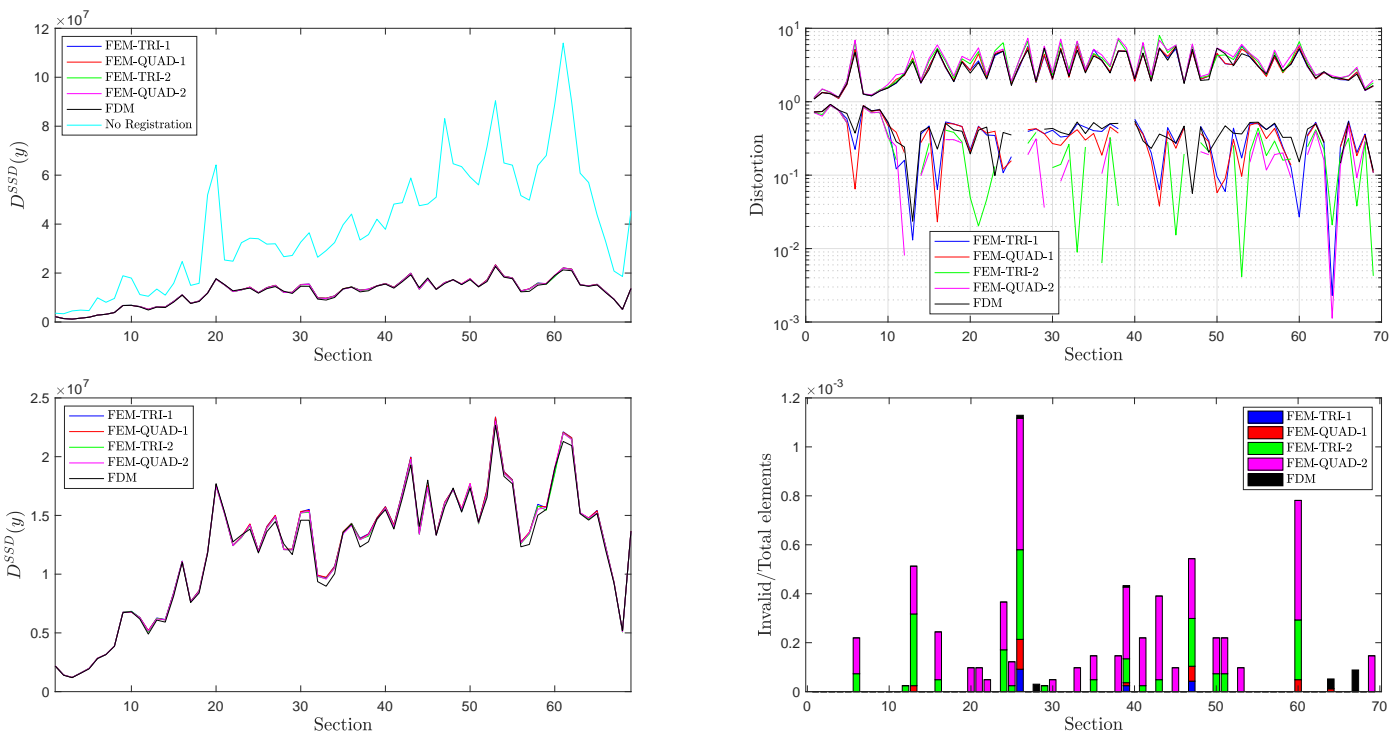 ×10^7
12
10
8
6
4
2
0
D^{SSD}(y)
FEM-TRI-1
FEM-QUAD-1
FEM-TRI-2
FEM-QUAD-2
FDM
No Registration
10 20 30 40 50 60
Section
10^1
10^0
10^-1
10^-2
10^-3
Distortion
FEM-TRI-1
FEM-QUAD-1
FEM-TRI-2
FEM-QUAD-2
FDM
0 10 20 30 40 50 60 70
Section
×10^7
2.5
2
1.5
1
0.5
0
D^{SSD}(y)
FEM-TRI-1
FEM-QUAD-1
FEM-TRI-2
FEM-QUAD-2
FDM
10 20 30 40 50 60
Section
×10^-3
1.2
1
0.8
0.6
0.4
0.2
0
Invalid/Total elements
FEM-TRI-1
FEM-QUAD-1
FEM-TRI-2
FEM-QUAD-2
FDM
0 10 20 30 40 50 60 70
Section